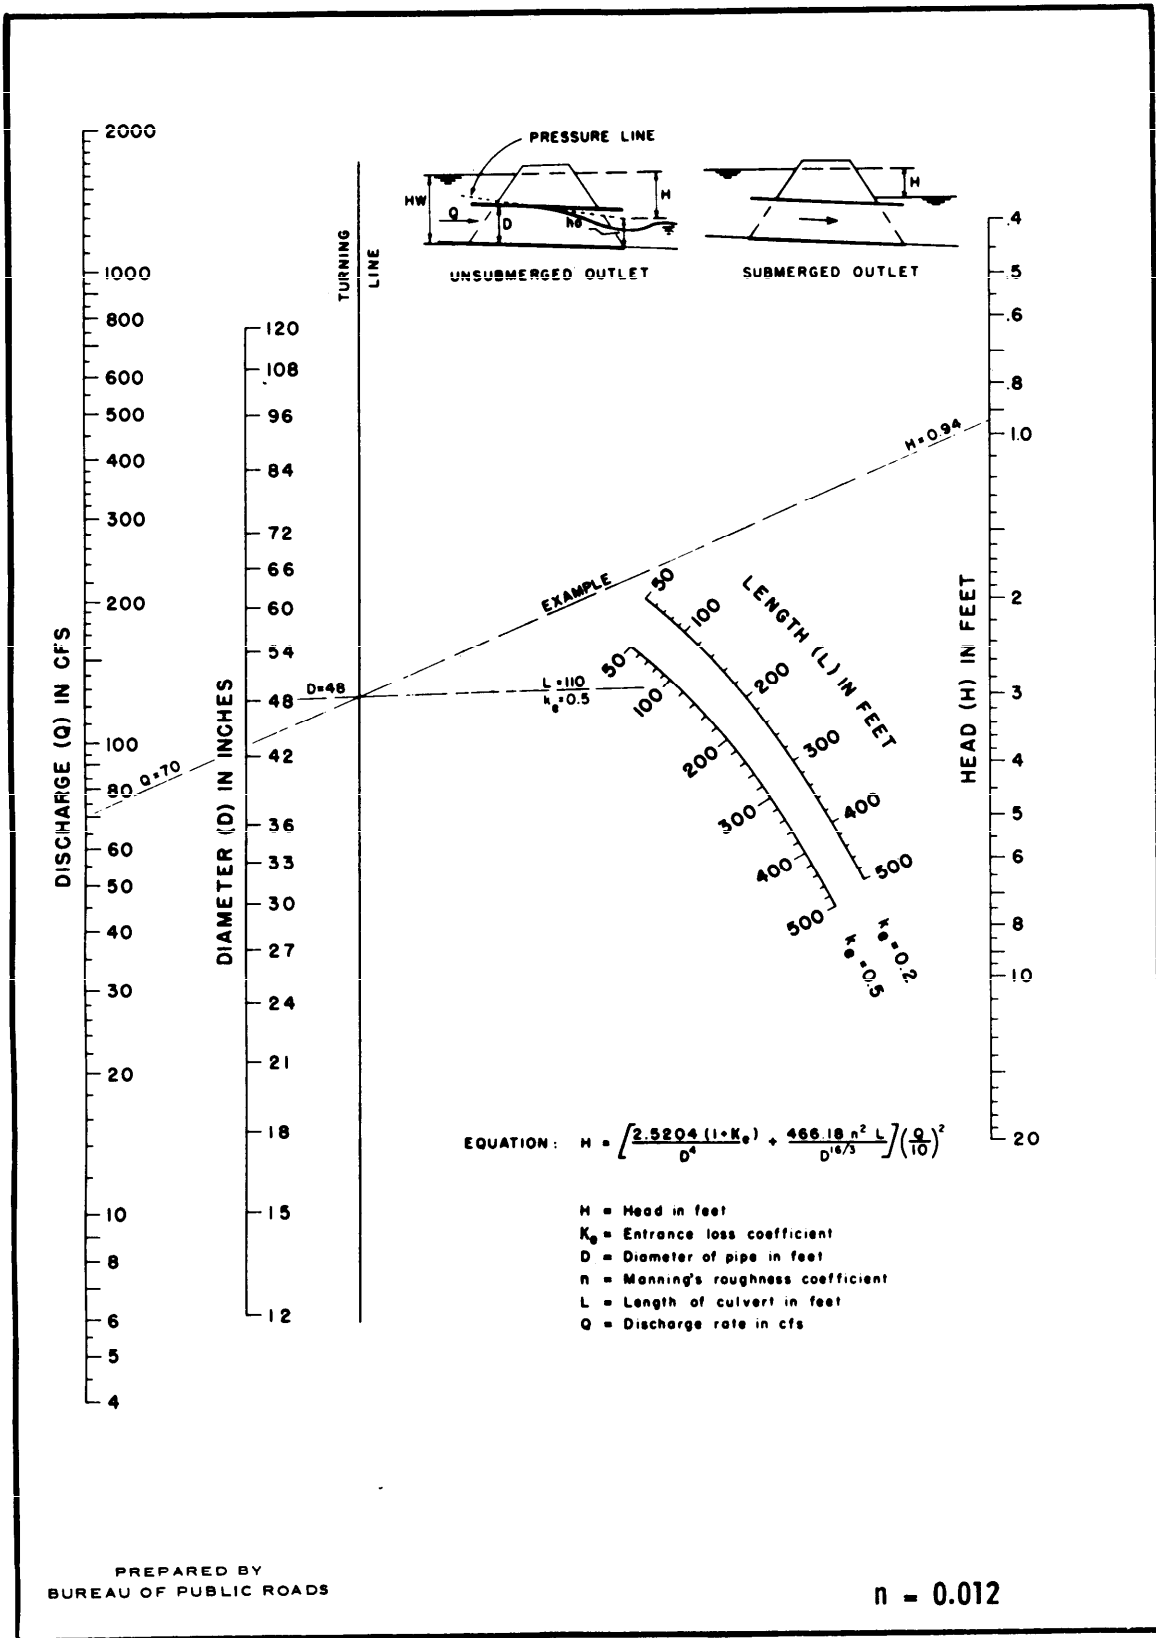 PRESSURE LINE
HW
Q
D
ho
H
UNSUBMERGED OUTLET
H
SUBMERGED OUTLET
TURNING
LINE
DISCHARGE (Q) IN CFS
2000
1000
800
600
500
400
300
200
100
80
60
50
40
30
20
10
8
6
5
4
DIAMETER (D) IN INCHES
120
108
96
84
72
66
60
54
48
42
36
33
30
27
24
21
18
15
12
Q=70
D=48
EXAMPLE
L=110
ke=0.5
H=0.94
LENGTH (L) IN FEET
50
100
200
300
400
500
ke=0.2
50
100
200
300
400
500
ke=0.5
HEAD (H) IN FEET
.4
.5
.6
.8
1.0
2
3
4
5
6
8
10
20
EQUATION: H = [2.5204 (1+Ke) / D^4 + 466.18 n^2 L / D^16/3] (Q/10)^2
H = Head in feet
Ke = Entrance loss coefficient
D = Diameter of pipe in feet
n = Manning's roughness coefficient
L = Length of culvert in feet
Q = Discharge rate in cfs
PREPARED BY
BUREAU OF PUBLIC ROADS
n = 0.012